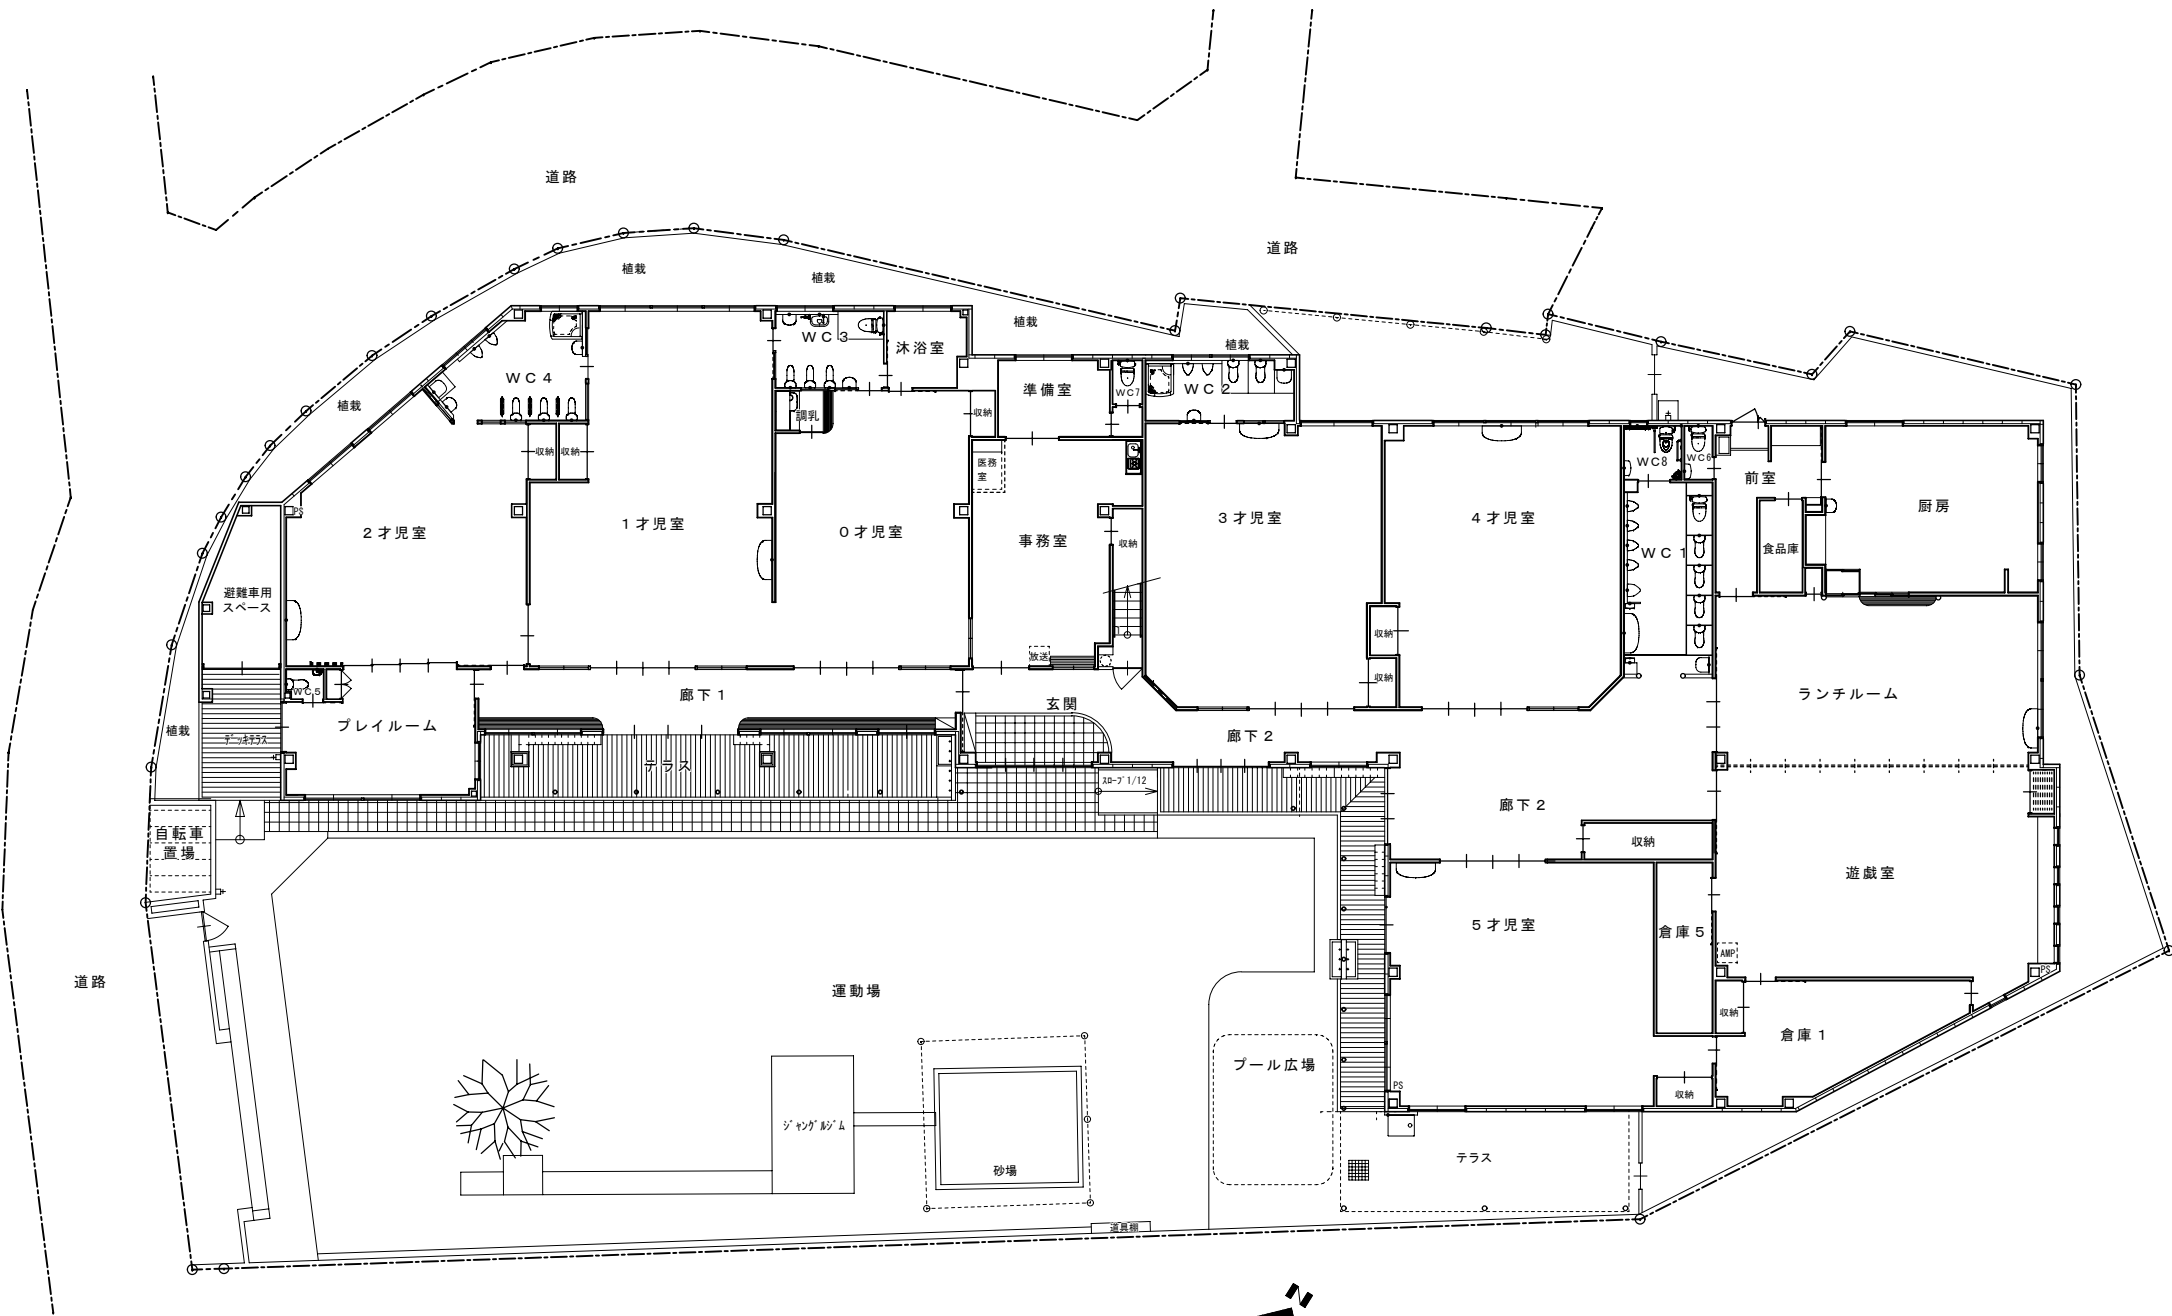 道路
道路
植栽
植栽
植栽
植栽
植栽
WC3
沐浴室
WC4
準備室
WC7
WC2
調乳
収納
収納
収納
医務
室
WC8
WC6
前室
厨房
PS
2才児室
1才児室
0才児室
事務室
収納
3才児室
4才児室
WC1
食品庫
避難車用
スペース
収納
放送
収納
WC5
廊下1
玄関
ランチルーム
プレイルーム
植栽
デッキテラス
テラス
廊下2
スロープ1/12
廊下2
自転車
置場
収納
遊戯室
5才児室
倉庫5
AMP
PS
道路
運動場
収納
倉庫1
プール広場
PS
収納
ジャングルジム
砂場
テラス
道具棚
N